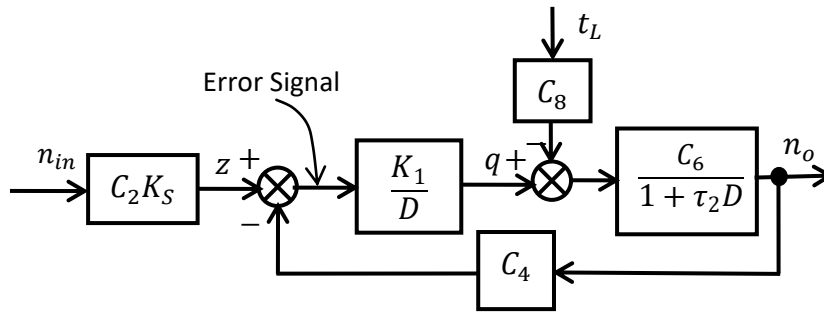 t_L
C_8
Error Signal
n_in
C_2K_S
z +
−
K_1
D
q +
−
C_6
1 + τ_2D
n_o
C_4